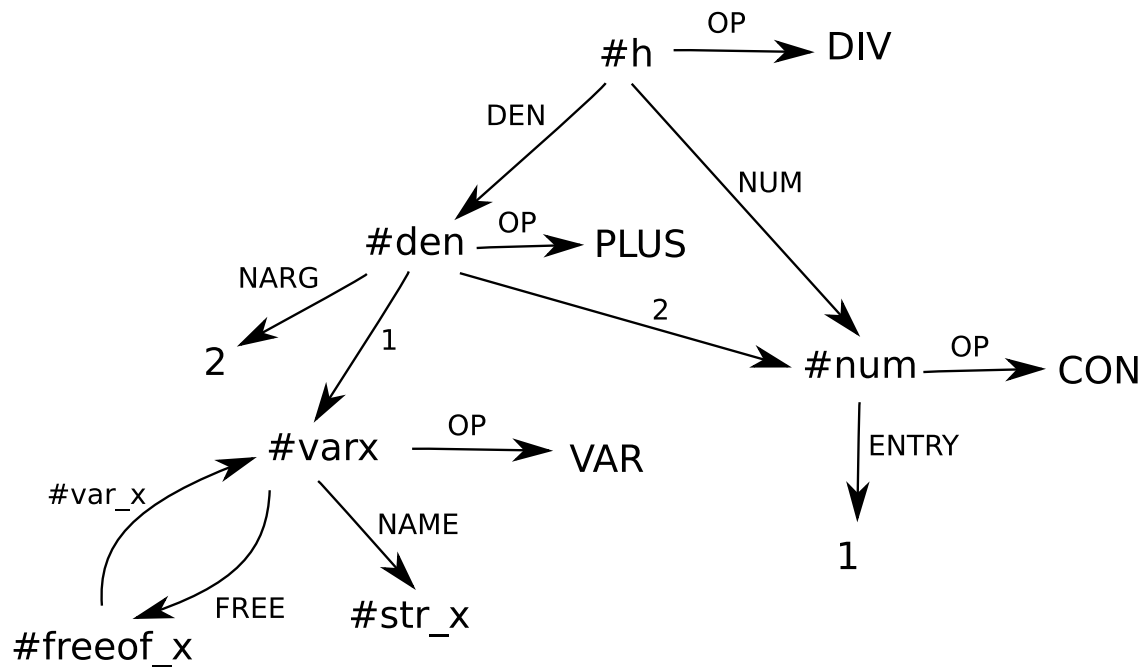 OP
#h DIV
DEN
NUM
OP
#den PLUS
NARG
2
1
2
OP
#num CON
OP
#varx VAR
ENTRY
#var_x
NAME
1
FREE
#str_x
#freeof_x